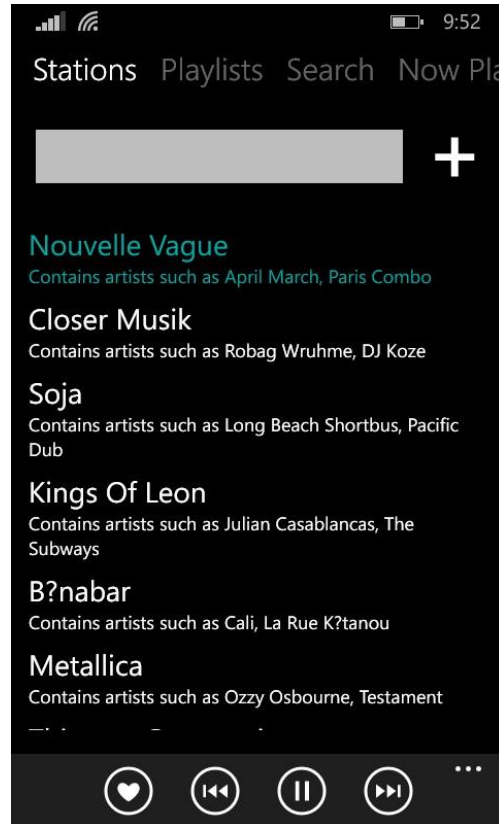 9:52
Stations Playlists Search Now Pla
Nouvelle Vague
Contains artists such as April March, Paris Combo
Closer Musik
Contains artists such as Robag Wruhme, DJ Koze
Soja
Contains artists such as Long Beach Shortbus, Pacific
Dub
Kings Of Leon
Contains artists such as Julian Casablancas, The
Subways
B?nabar
Contains artists such as Cali, La Rue K?tanou
Metallica
Contains artists such as Ozzy Osbourne, Testament